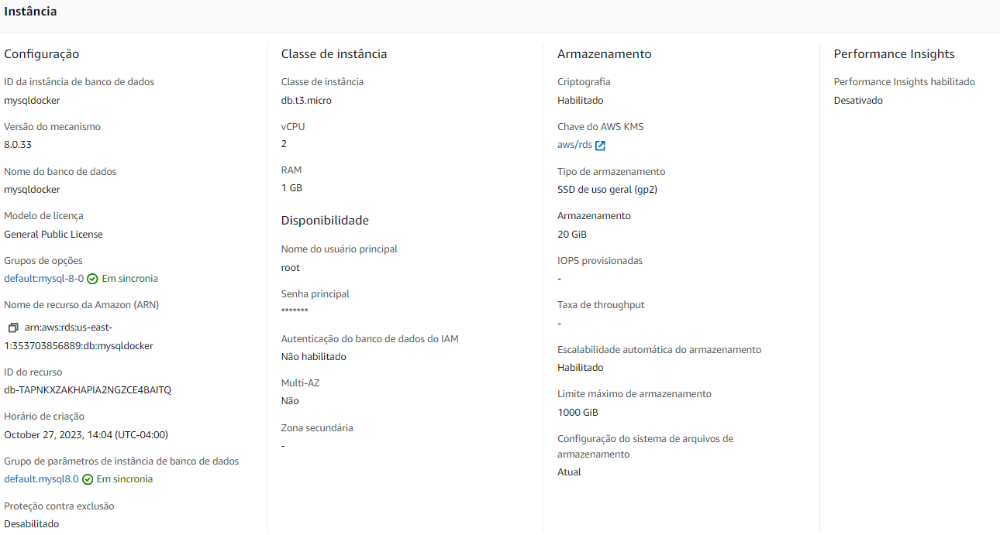 Instância
Configuração
ID da instância de banco de dados
mysqldocker
Versão do mecanismo
8.0.33
Nome do banco de dados
mysqldocker
Modelo de licença
General Public License
Grupos de opções
default:mysql-8-0 Em sincronia
Nome de recurso da Amazon (ARN)
arn:aws:rds:us-east-
1:353703856889:db:mysqldocker
ID do recurso
db-TAPNKXZAKHAPIA2NGZCE4BAITQ
Horário de criação
October 27, 2023, 14:04 (UTC-04:00)
Grupo de parâmetros de instância de banco de dados
default.mysql8.0 Em sincronia
Proteção contra exclusão
Desabilitado
Classe de instância
Classe de instância
db.t3.micro
vCPU
2
RAM
1 GB
Disponibilidade
Nome do usuário principal
root
Senha principal
*******
Autenticação do banco de dados do IAM
Não habilitado
Multi-AZ
Não
Zona secundária
-
Armazenamento
Criptografia
Habilitado
Chave do AWS KMS
aws/rds
Tipo de armazenamento
SSD de uso geral (gp2)
Armazenamento
20 GiB
IOPS provisionadas
-
Taxa de throughput
-
Escalabilidade automática do armazenamento
Habilitado
Limite máximo de armazenamento
1000 GiB
Configuração do sistema de arquivos de
armazenamento
Atual
Performance Insights
Performance Insights habilitado
Desativado